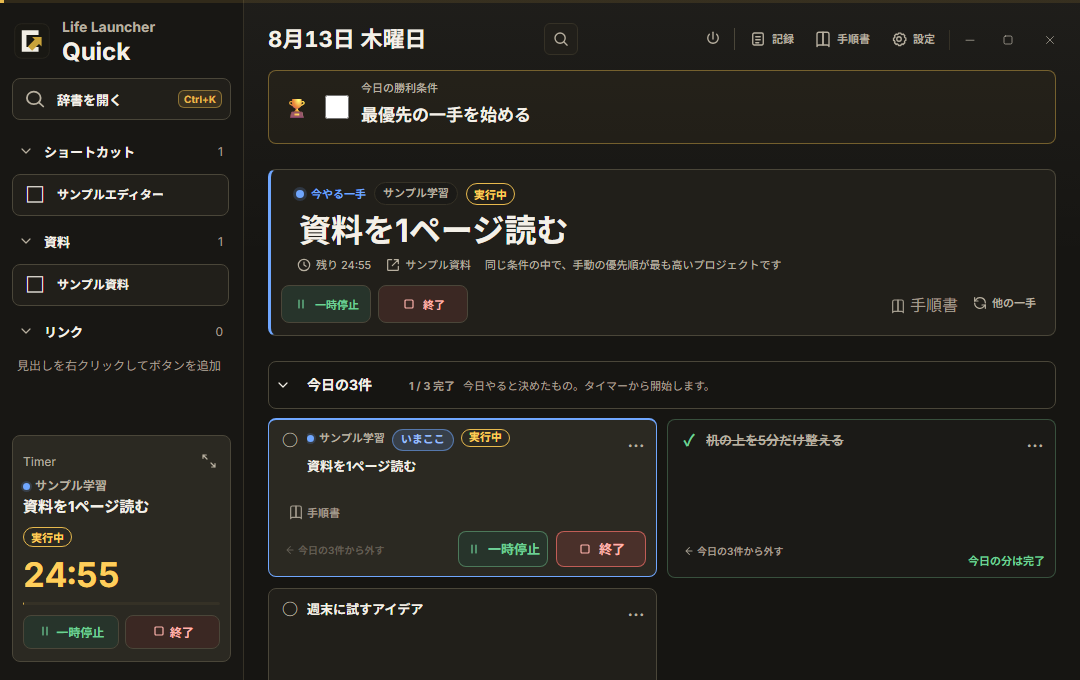 Life Launcher
Quick
辞書を開く
Ctrl+K
ショートカット 1
サンプルエディター
資料 1
サンプル資料
リンク 0
見出しを右クリックしてボタンを追加
Timer
サンプル学習
資料を1ページ読む
実行中
24:55
一時停止 終了
8月13日 木曜日
記録 手順書 設定
今日の勝利条件
最優先の一手を始める
今やる一手 サンプル学習 実行中
資料を1ページ読む
残り 24:55 サンプル資料 同じ条件の中で、手動の優先順が最も高いプロジェクトです
一時停止 終了
手順書 他の一手
今日の3件 1 / 3 完了 今日やると決めたもの。タイマーから開始します。
サンプル学習 いまここ 実行中 ...
資料を1ページ読む
手順書
← 今日の3件から外す
一時停止 終了
机の上を5分だけ整える ...
← 今日の3件から外す
今日の分は完了
週末に試すアイデア ...